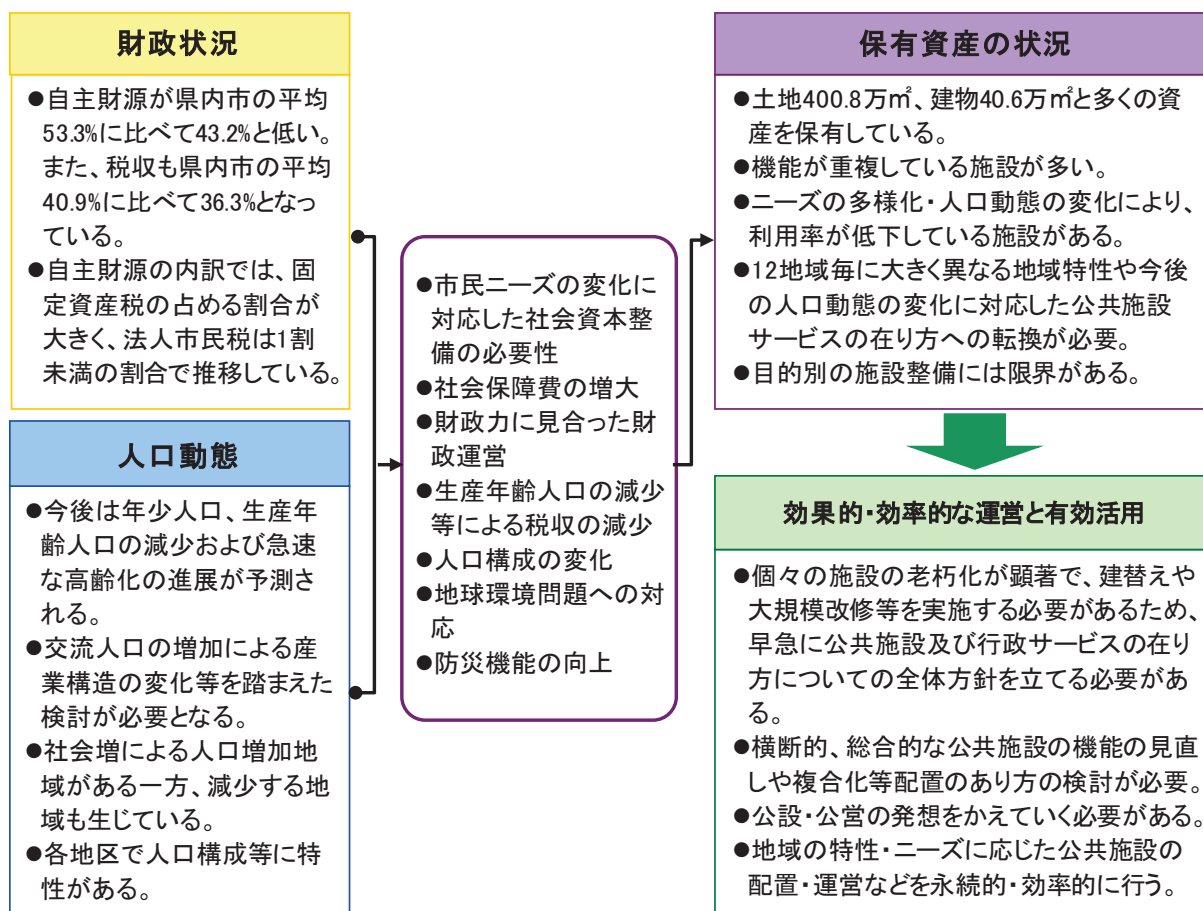 財政状況
●自主財源が県内市の平均
53.3%に比べて43.2%と低い。
また、税収も県内市の平均
40.9%に比べて36.3%となっ
ている。
●自主財源の内訳では、固
定資産税の占める割合が
大きく、法人市民税は1割
未満の割合で推移している。
人口動態
●今後は年少人口、生産年
齢人口の減少および急速
な高齢化の進展が予測さ
れる。
●交流人口の増加による産
業構造の変化等を踏まえた
検討が必要となる。
●社会増による人口増加地
域がある一方、減少する地
域も生じている。
●各地区で人口構成等に特
性がある。
●市民ニーズの変化に
対応した社会資本整
備の必要性
●社会保障費の増大
●財政力に見合った財
政運営
●生産年齢人口の減少
等による税収の減少
●人口構成の変化
●地球環境問題への対
応
●防災機能の向上
保有資産の状況
●土地400.8万㎡、建物40.6万㎡と多くの資
産を保有している。
●機能が重複している施設が多い。
●ニーズの多様化・人口動態の変化により、
利用率が低下している施設がある。
●12地域毎に大きく異なる地域特性や今後
の人口動態の変化に対応した公共施設
サービスの在り方への転換が必要。
●目的別の施設整備には限界がある。
効果的・効率的な運営と有効活用
●個々の施設の老朽化が顕著で、建替えや
大規模改修等を実施する必要があるため、
早急に公共施設及び行政サービスの在り
方についての全体方針を立てる必要があ
る。
●横断的、総合的な公共施設の機能の見直
しや複合化等配置のあり方の検討が必要。
●公設・公営の発想をかえていく必要がある。
●地域の特性・ニーズに応じた公共施設の
配置・運営などを永続的・効率的に行う。